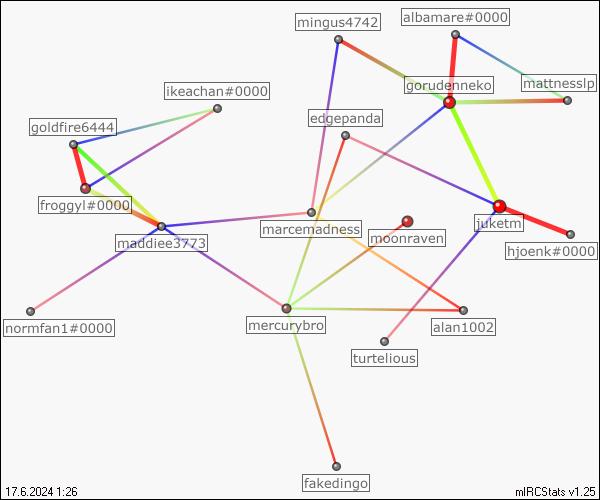 mingus4742
albamare#0000
gorudenneko
mattnesslp
ikeachan#0000
edgepanda
goldfire6444
froggyl#0000
marcemadness
juketm
moonraven
maddiee3773
hjoenk#0000
normfan1#0000
mercurybro
alan1002
turtelious
fakedingo
17.6.2024 1:26
mIRCStats v1.25